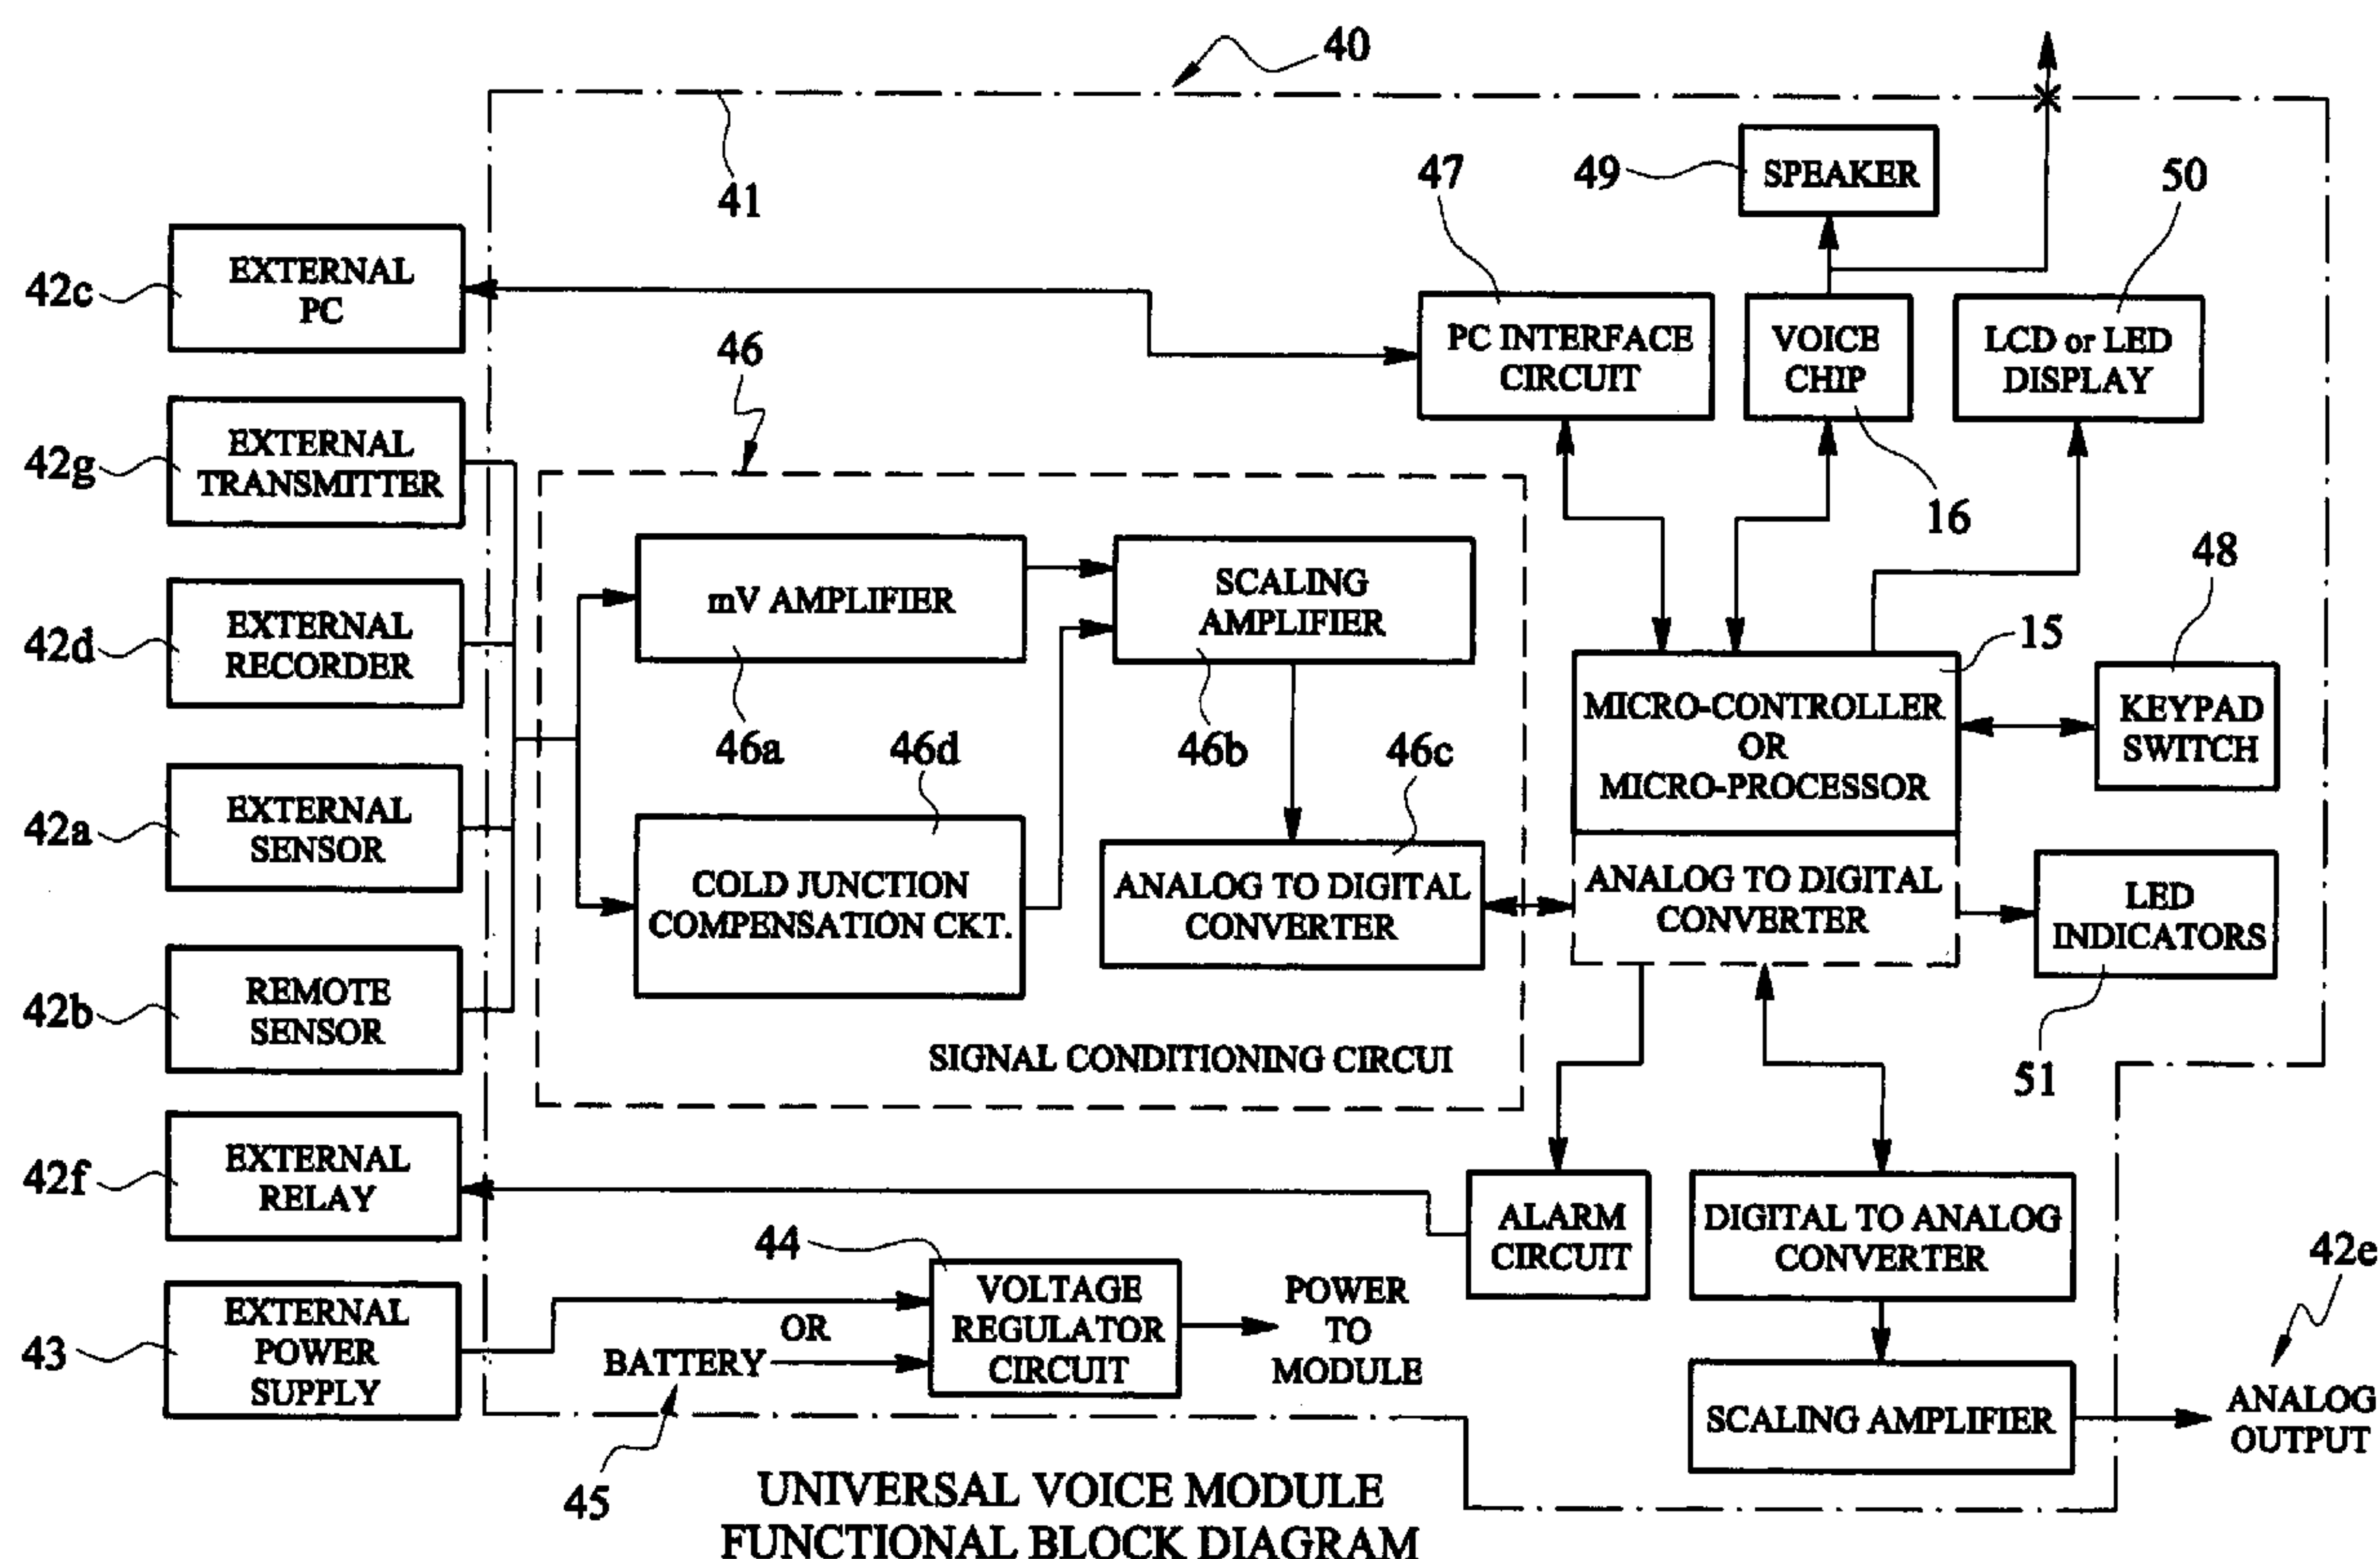 40
41
49
SPEAKER
47
50
42c
EXTERNAL
PC
46
PC INTERFACE
CIRCUIT
VOICE
CHIP
LCD or LED
DISPLAY
42g
EXTERNAL
TRANSMITTER
16
48
mV AMPLIFIER
SCALING
AMPLIFIER
42d
EXTERNAL
RECORDER
15
46a
46d
46b
46c
MICRO-CONTROLLER
OR
MICRO-PROCESSOR
KEYPAD
SWITCH
42a
EXTERNAL
SENSOR
COLD JUNCTION
COMPENSATION CKT.
ANALOG TO DIGITAL
CONVERTER
ANALOG TO DIGITAL
CONVERTER
LED
INDICATORS
42b
REMOTE
SENSOR
SIGNAL CONDITIONING CIRCUI
51
42f
EXTERNAL
RELAY
ALARM
CIRCUIT
DIGITAL TO ANALOG
CONVERTER
42e
43
EXTERNAL
POWER
SUPPLY
44
OR
BATTERY
VOLTAGE
REGULATOR
CIRCUIT
POWER
TO
MODULE
SCALING AMPLIFIER
ANALOG
OUTPUT
45
UNIVERSAL VOICE MODULE
FUNCTIONAL BLOCK DIAGRAM